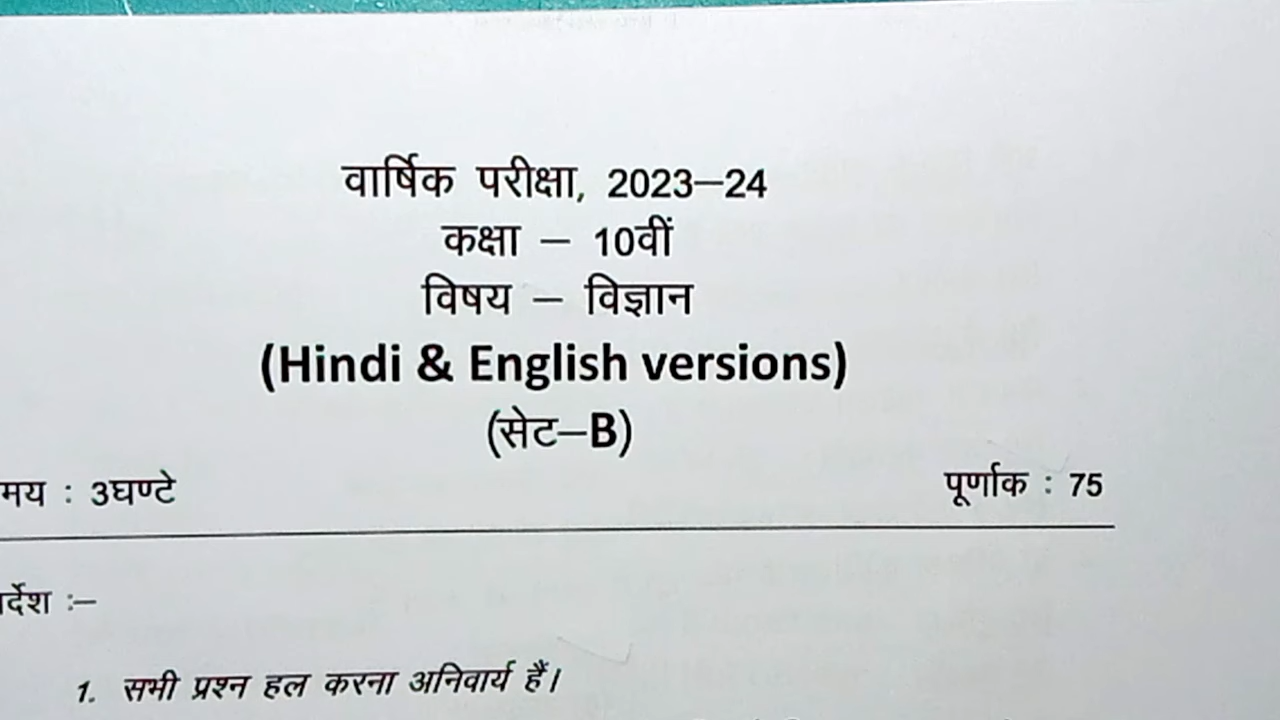 वार्षिक परीक्षा, 2023–24
कक्षा – 10वीं
विषय – विज्ञान
(Hindi & English versions)
(सेट–B)
मय : 3घण्टे पूर्णाक : 75
र्देश :–
1. सभी प्रश्न हल करना अनिवार्य हैं।